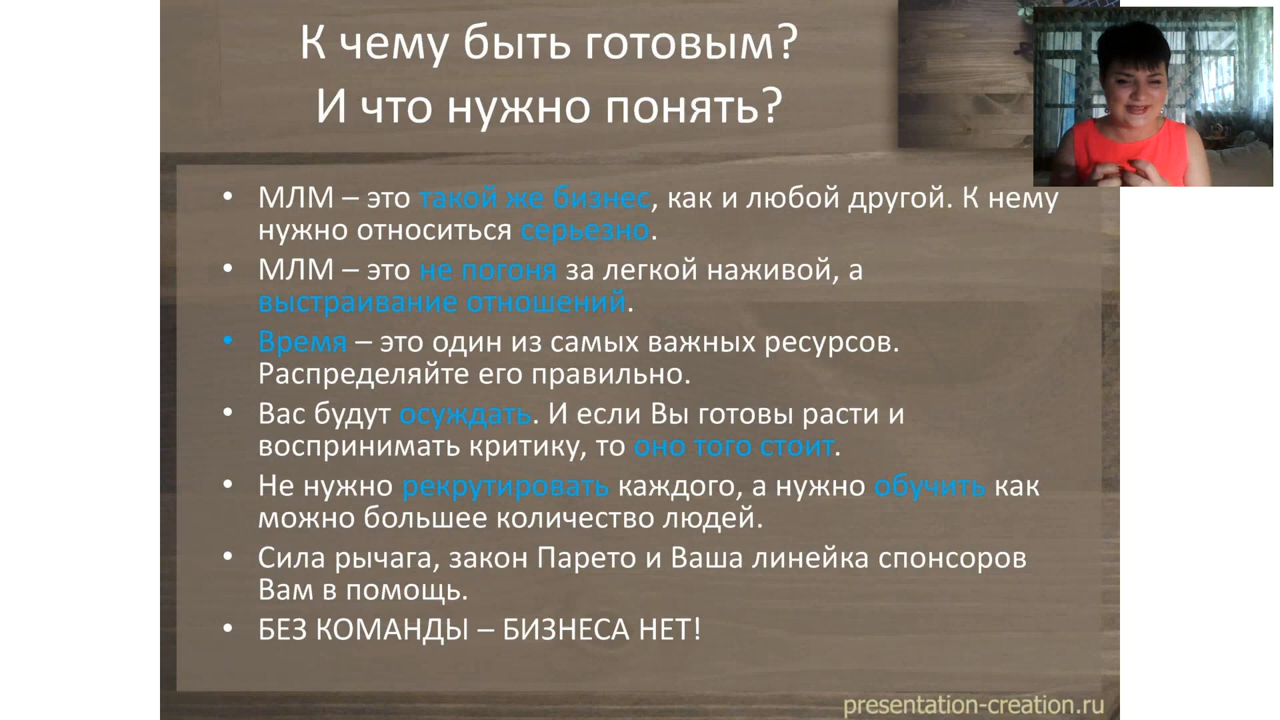 К чему быть готовым?
И что нужно понять?
• МЛМ – это такой же бизнес, как и любой другой. К нему
нужно относиться серьезно.
• МЛМ – это не погоня за легкой наживой, а
выстраивание отношений.
• Время – это один из самых важных ресурсов.
Распределяйте его правильно.
• Вас будут осуждать. И если Вы готовы расти и
воспринимать критику, то оно того стоит.
• Не нужно рекрутировать каждого, а нужно обучить как
можно большее количество людей.
• Сила рычага, закон Парето и Ваша линейка спонсоров
Вам в помощь.
• БЕЗ КОМАНДЫ – БИЗНЕСА НЕТ!
presentation-creation.ru